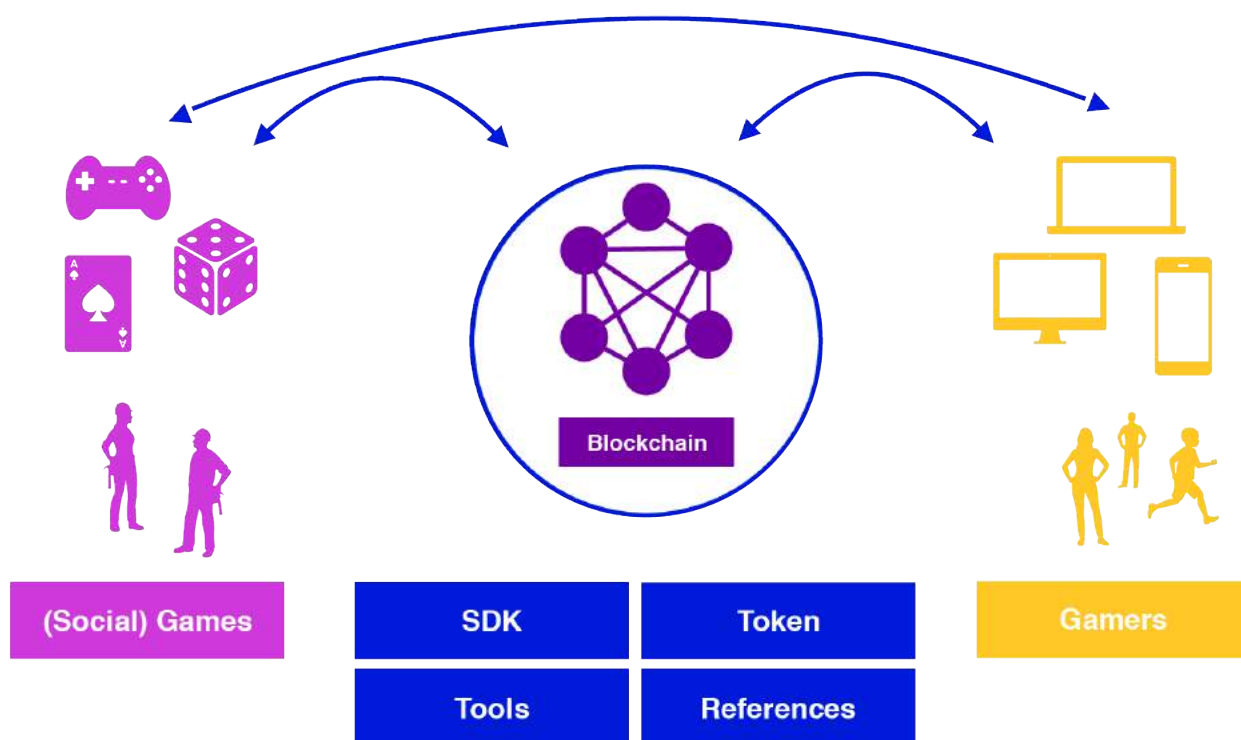 A
A
Blockchain
(Social) Games
SDK
Token
Gamers
Tools
References